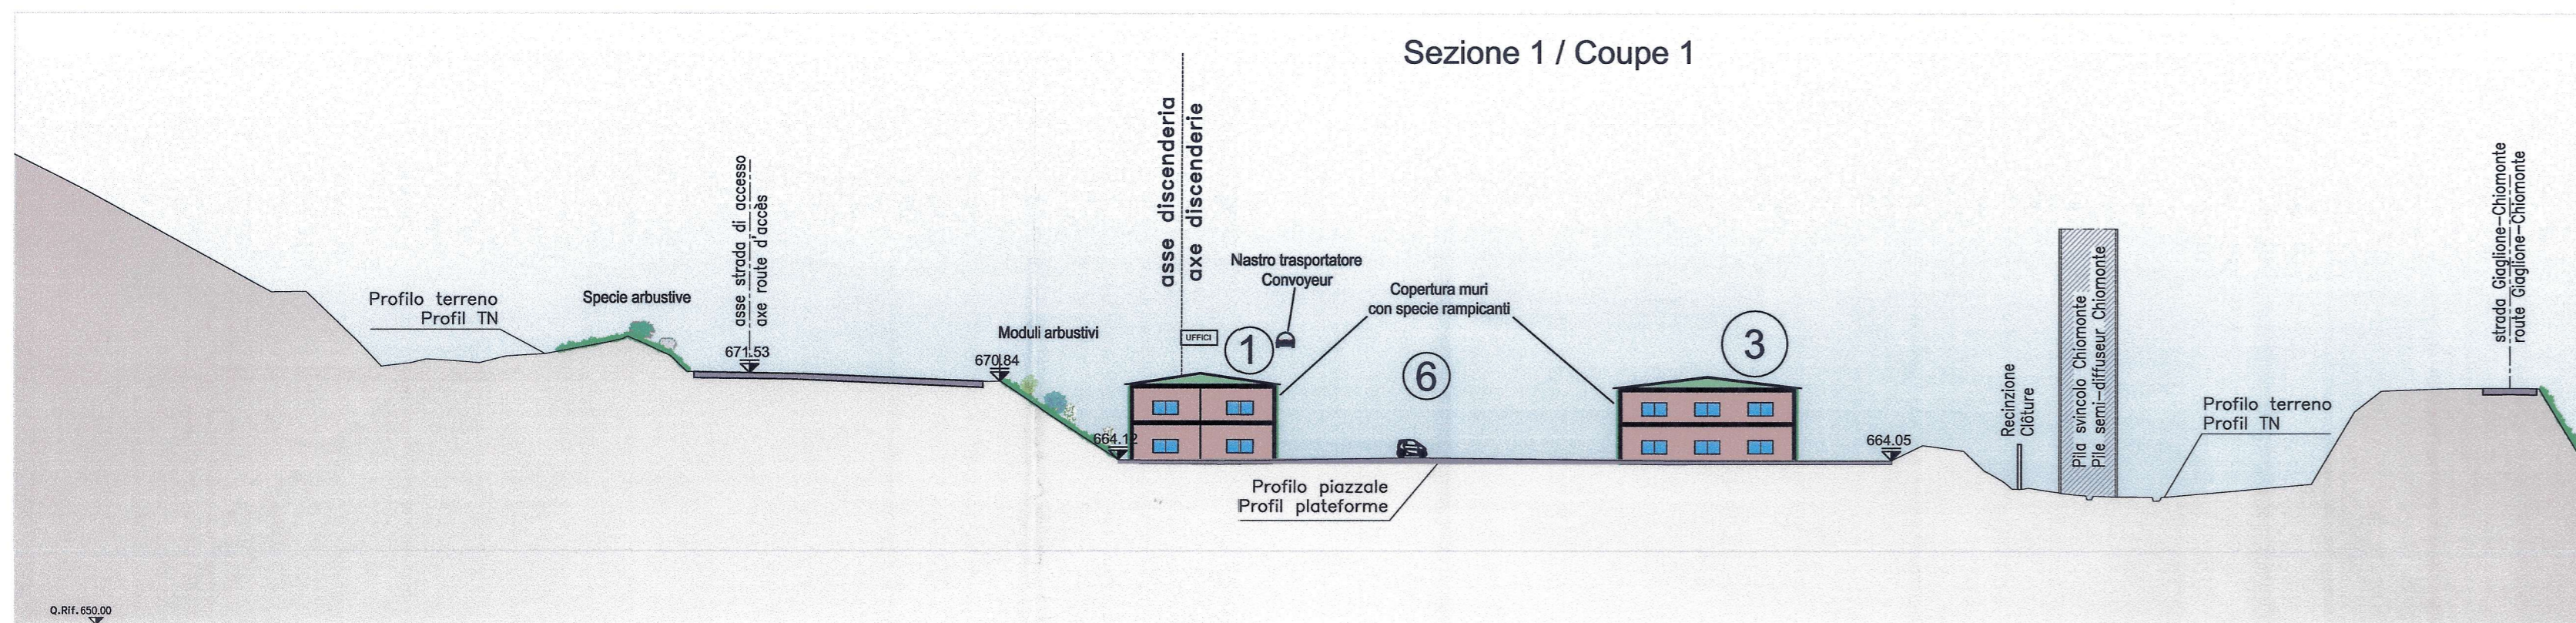 Sezione 1 / Coupe 1
asse discenderia
axe discenderie
asse strada di accesso
axe route d'accès
strada Giaglione-Chiomonte
route Giaglione-Chiomonte
Nastro trasportatore
Convoyeur
Copertura muri
con specie rampicanti
Profilo terreno
Profil TN
Specie arbustive
Moduli arbustivi
UFFICI
1
3
6
671.53
670.84
664.12
664.05
Recinzione
Clôture
Pila svincolo Chiomonte
Pile semi-diffuseur Chiomonte
Profilo terreno
Profil TN
Profilo piazzale
Profil plateforme
Q.Rif.650.00